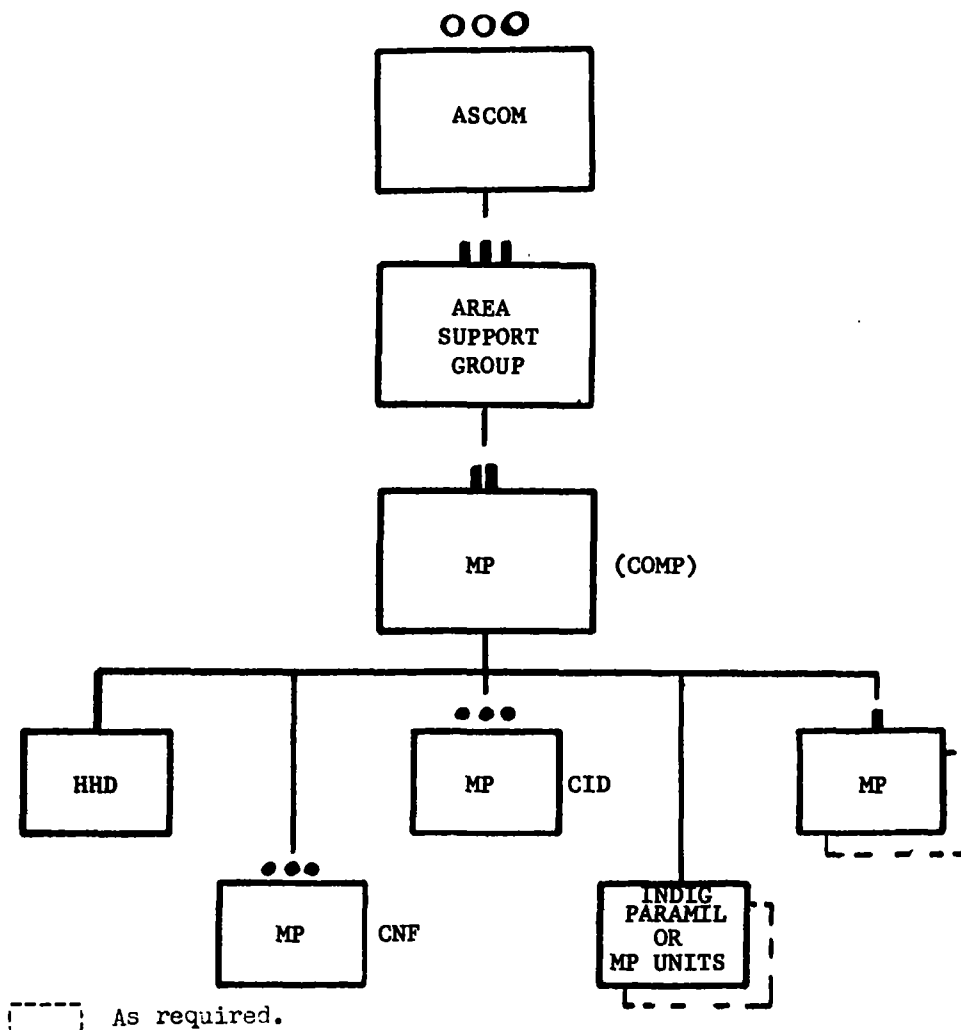 ASCOM
AREA
SUPPORT
GROUP
MP
(COMP)
HHD
MP
CID
MP
MP
CNF
INDIG
PARAMIL
OR
MP UNITS
As required.